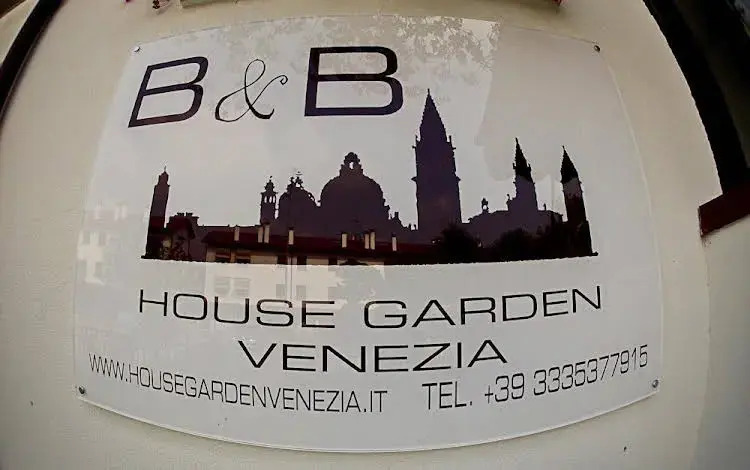 B & B
HOUSE GARDEN
VENEZIA
WWW.HOUSEGARDENVENEZIA.IT TEL. +39 3335377915